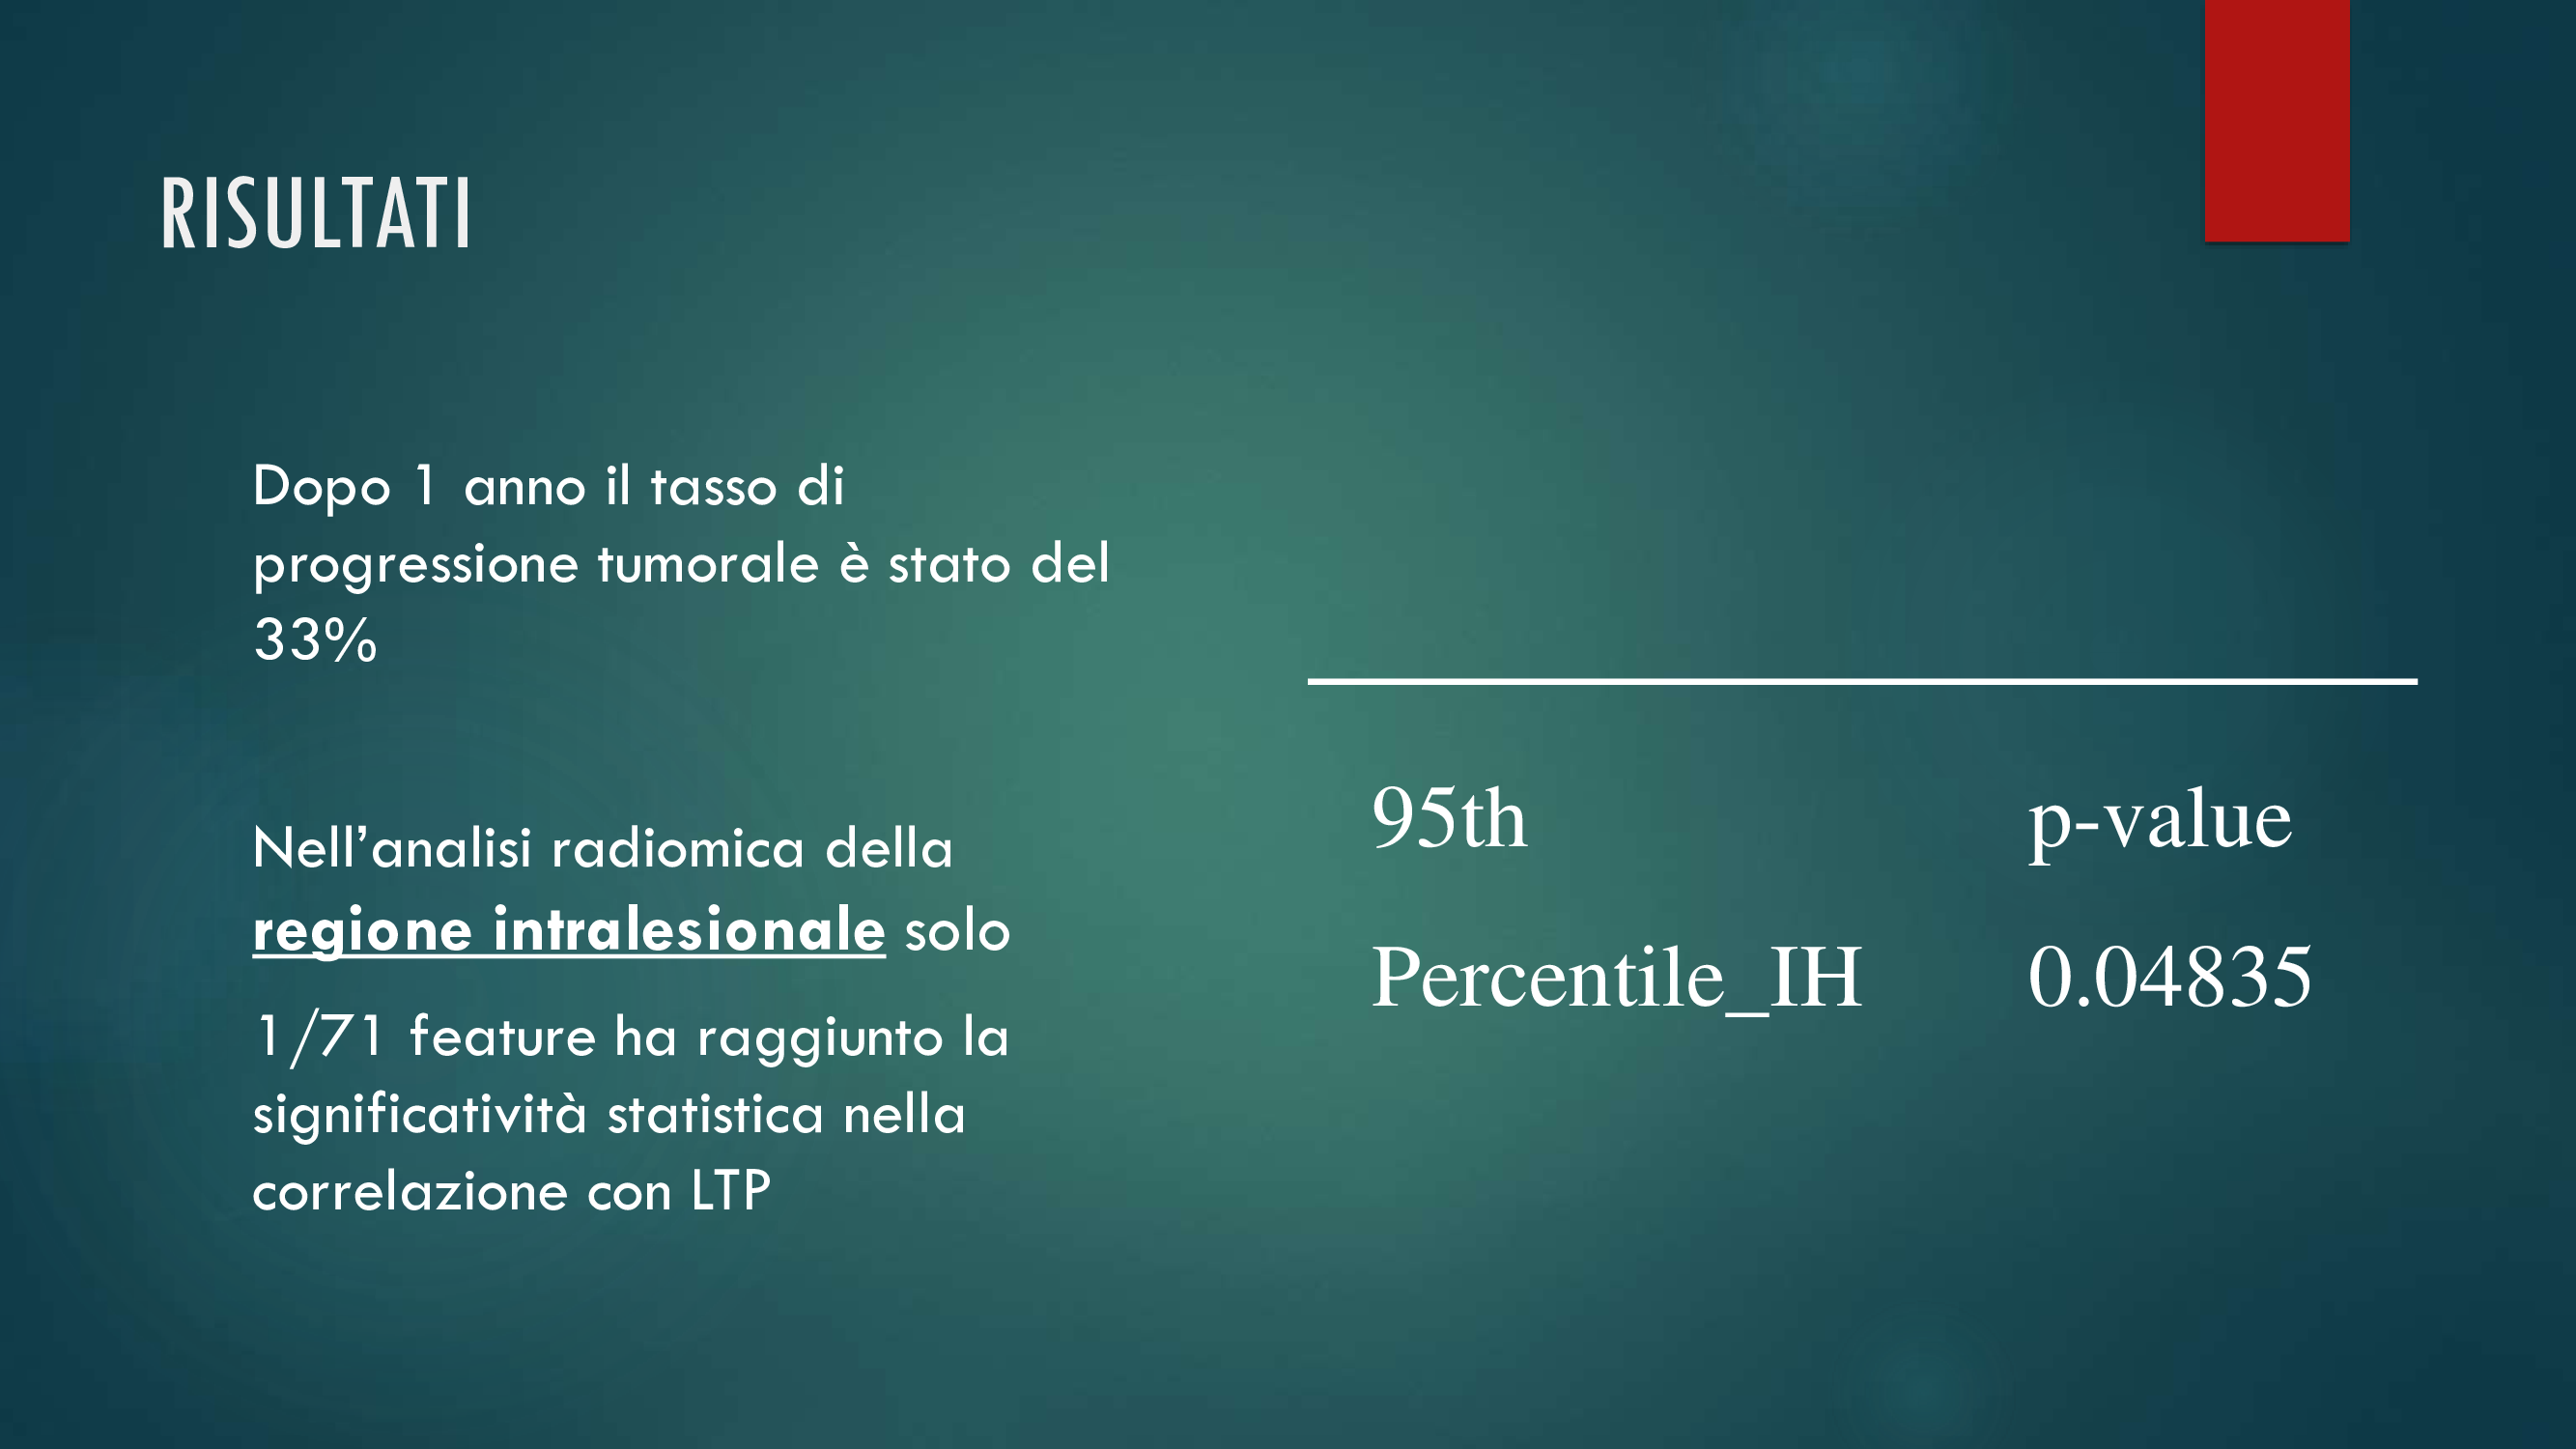 RISULTATI
Dopo 1 anno il tasso di
progressione tumorale è stato del
33%
Nell’analisi radiomica della
regione intralesionale solo
1/71 feature ha raggiunto la
significatività statistica nella
correlazione con LTP
95th p-value
Percentile_IH 0.04835